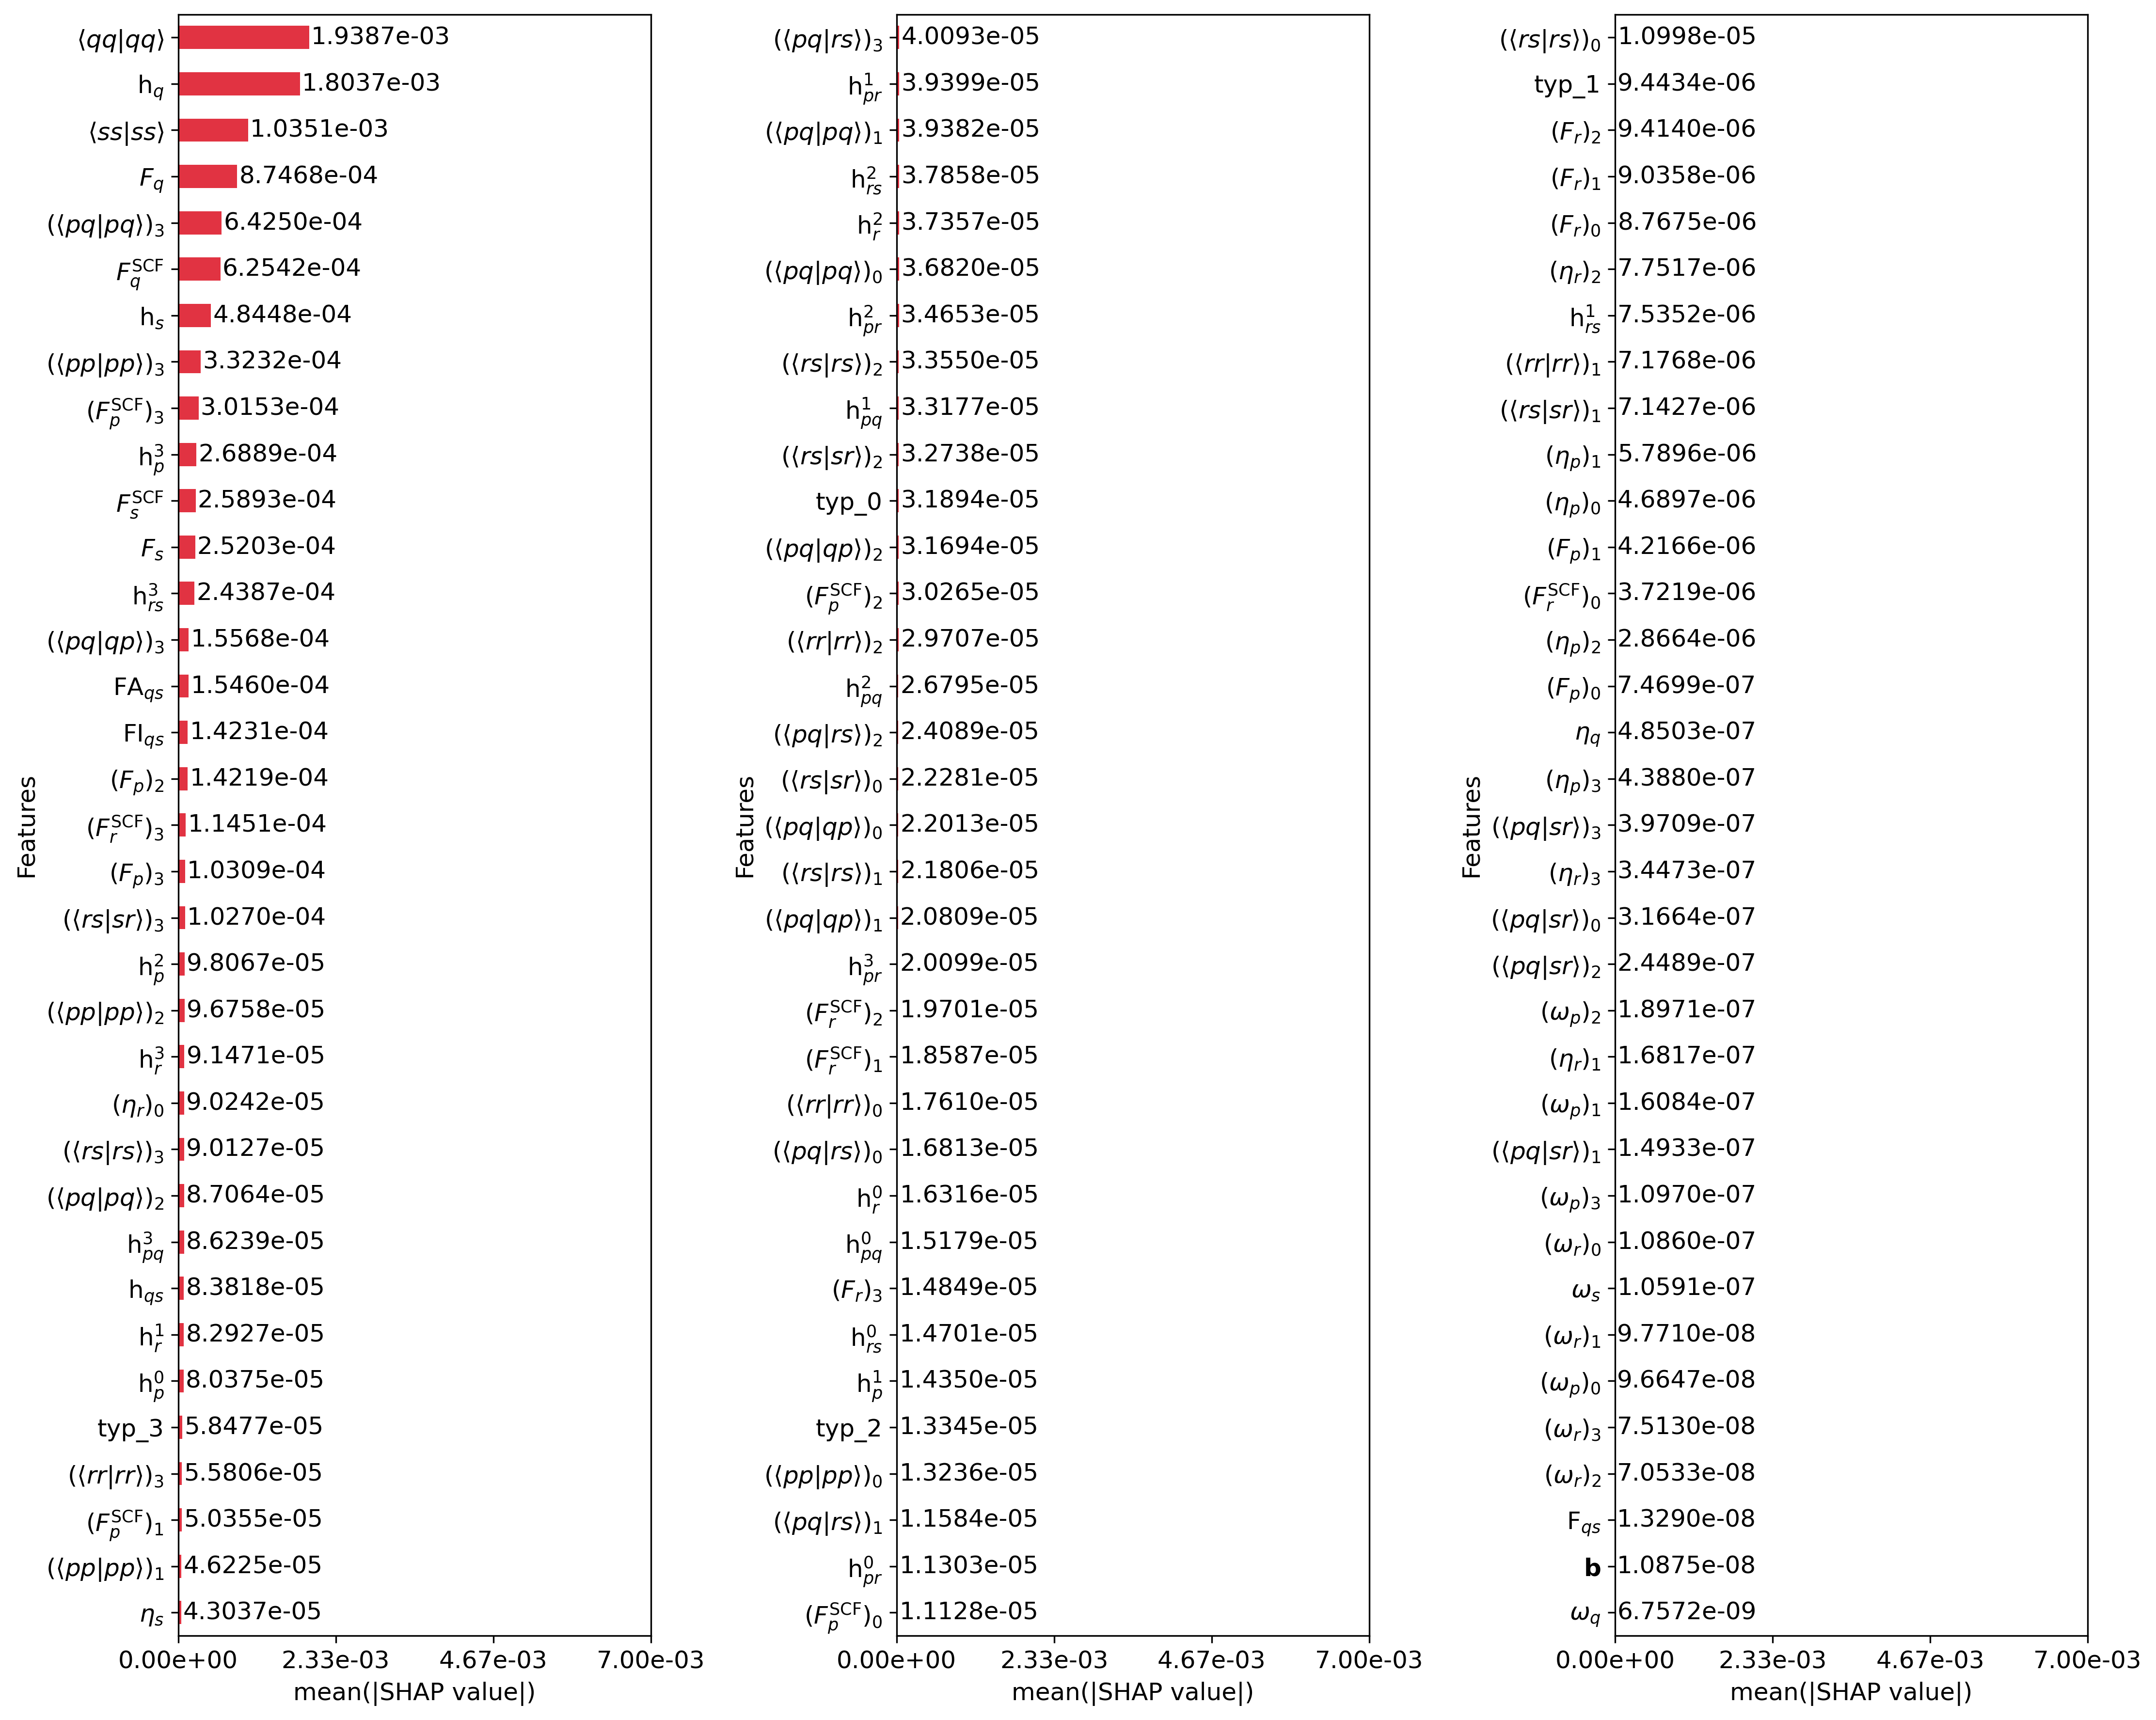 ⟨qq|qq⟩ 1.9387e-03
h_q 1.8037e-03
⟨ss|ss⟩ 1.0351e-03
F_q 8.7468e-04
(⟨pq|pq⟩)_3 6.4250e-04
F_q^SCF 6.2542e-04
h_s 4.8448e-04
(⟨pp|pp⟩)_3 3.3232e-04
(F_p^SCF)_3 3.0153e-04
h_p^3 2.6889e-04
F_s^SCF 2.5893e-04
F_s 2.5203e-04
h_rs^3 2.4387e-04
(⟨pq|qp⟩)_3 1.5568e-04
FA_qs 1.5460e-04
FI_qs 1.4231e-04
(F_p)_2 1.4219e-04
(F_r^SCF)_3 1.1451e-04
(F_p)_3 1.0309e-04
(⟨rs|sr⟩)_3 1.0270e-04
h_p^2 9.8067e-05
(⟨pp|pp⟩)_2 9.6758e-05
h_r^3 9.1471e-05
(η_r)_0 9.0242e-05
(⟨rs|rs⟩)_3 9.0127e-05
(⟨pq|pq⟩)_2 8.7064e-05
h_pq^3 8.6239e-05
h_qs 8.3818e-05
h_r^1 8.2927e-05
h_p^0 8.0375e-05
typ_3 5.8477e-05
(⟨rr|rr⟩)_3 5.5806e-05
(F_p^SCF)_1 5.0355e-05
(⟨pp|pp⟩)_1 4.6225e-05
η_s 4.3037e-05
Features
0.00e+00 2.33e-03 4.67e-03 7.00e-03
mean(|SHAP value|)
(⟨pq|rs⟩)_3 4.0093e-05
h_pr^1 3.9399e-05
(⟨pq|pq⟩)_1 3.9382e-05
h_rs^2 3.7858e-05
h_r^2 3.7357e-05
(⟨pq|pq⟩)_0 3.6820e-05
h_pr^2 3.4653e-05
(⟨rs|rs⟩)_2 3.3550e-05
h_pq^1 3.3177e-05
(⟨rs|sr⟩)_2 3.2738e-05
typ_0 3.1894e-05
(⟨pq|qp⟩)_2 3.1694e-05
(F_p^SCF)_2 3.0265e-05
(⟨rr|rr⟩)_2 2.9707e-05
h_pq^2 2.6795e-05
(⟨pq|rs⟩)_2 2.4089e-05
(⟨rs|sr⟩)_0 2.2281e-05
(⟨pq|qp⟩)_0 2.2013e-05
(⟨rs|rs⟩)_1 2.1806e-05
(⟨pq|qp⟩)_1 2.0809e-05
h_pr^3 2.0099e-05
(F_r^SCF)_2 1.9701e-05
(F_r^SCF)_1 1.8587e-05
(⟨rr|rr⟩)_0 1.7610e-05
(⟨pq|rs⟩)_0 1.6813e-05
h_r^0 1.6316e-05
h_pq^0 1.5179e-05
(F_r)_3 1.4849e-05
h_rs^0 1.4701e-05
h_p^1 1.4350e-05
typ_2 1.3345e-05
(⟨pp|pp⟩)_0 1.3236e-05
(⟨pq|rs⟩)_1 1.1584e-05
h_pr^0 1.1303e-05
(F_p^SCF)_0 1.1128e-05
Features
0.00e+00 2.33e-03 4.67e-03 7.00e-03
mean(|SHAP value|)
(⟨rs|rs⟩)_0 1.0998e-05
typ_1 9.4434e-06
(F_r)_2 9.4140e-06
(F_r)_1 9.0358e-06
(F_r)_0 8.7675e-06
(η_r)_2 7.7517e-06
h_rs^1 7.5352e-06
(⟨rr|rr⟩)_1 7.1768e-06
(⟨rs|sr⟩)_1 7.1427e-06
(η_p)_1 5.7896e-06
(η_p)_0 4.6897e-06
(F_p)_1 4.2166e-06
(F_r^SCF)_0 3.7219e-06
(η_p)_2 2.8664e-06
(F_p)_0 7.4699e-07
η_q 4.8503e-07
(η_p)_3 4.3880e-07
(⟨pq|sr⟩)_3 3.9709e-07
(η_r)_3 3.4473e-07
(⟨pq|sr⟩)_0 3.1664e-07
(⟨pq|sr⟩)_2 2.4489e-07
(ω_p)_2 1.8971e-07
(η_r)_1 1.6817e-07
(ω_p)_1 1.6084e-07
(⟨pq|sr⟩)_1 1.4933e-07
(ω_p)_3 1.0970e-07
(ω_r)_0 1.0860e-07
ω_s 1.0591e-07
(ω_r)_1 9.7710e-08
(ω_p)_0 9.6647e-08
(ω_r)_3 7.5130e-08
(ω_r)_2 7.0533e-08
F_qs 1.3290e-08
b 1.0875e-08
ω_q 6.7572e-09
Features
0.00e+00 2.33e-03 4.67e-03 7.00e-03
mean(|SHAP value|)